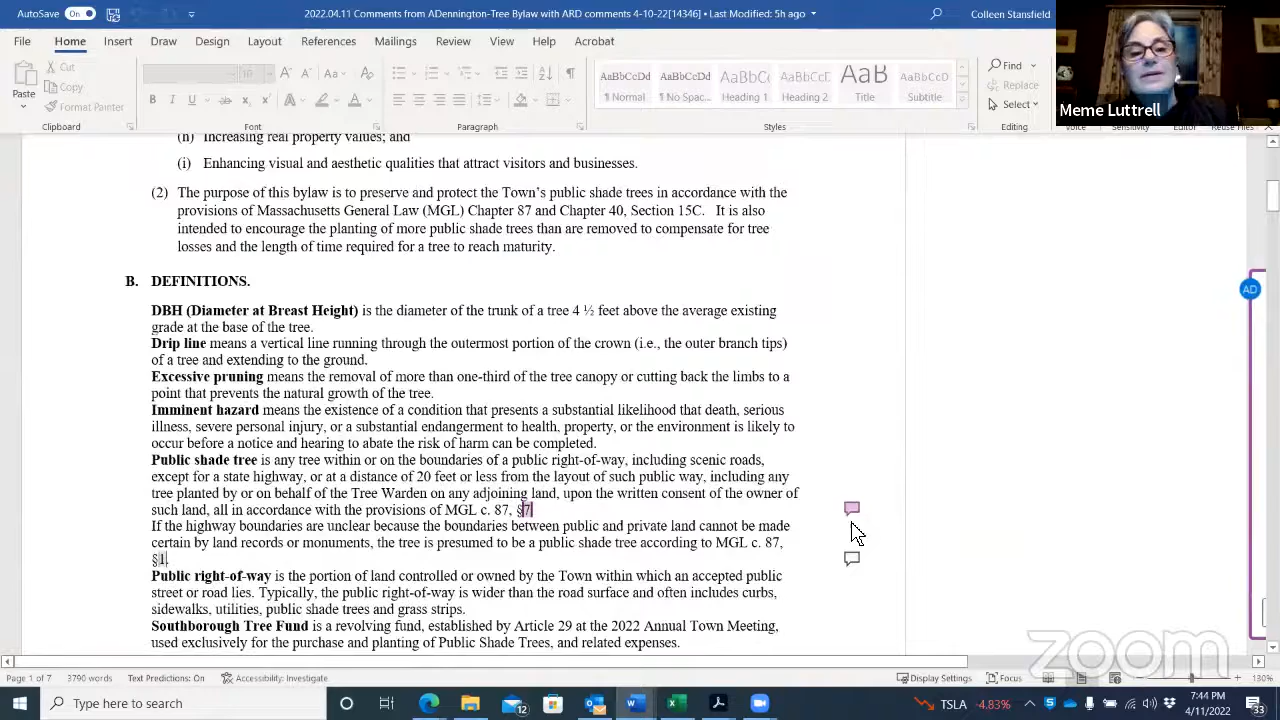 AutoSave On
2022.04.11 Comments from ADennington-Street Bylaw with ARD comments 4-10-22[14346] • Last Modified: 5h ago
Colleen Stansfield
File Home Insert Draw Design Layout References Mailings Review View Help Acrobat
Cut
Copy
Format Painter
Paste
Clipboard
Font
Paragraph
AaBbCcDd AaBbCcDd AaBbCc AaBbCcE AaB AaBbCcD
¶ Normal ¶ No Spac... Heading 1 Heading 2 Title Subtitle
Styles
Find
Replace
Select
Editing
Voice Sensitivity Editor Reuse Files
Meme Luttrell
(h) Increasing real property values; and
(i) Enhancing visual and aesthetic qualities that attract visitors and businesses.
(2) The purpose of this bylaw is to preserve and protect the Town's public shade trees in accordance with the
provisions of Massachusetts General Law (MGL) Chapter 87 and Chapter 40, Section 15C. It is also
intended to encourage the planting of more public shade trees than are removed to compensate for tree
losses and the length of time required for a tree to reach maturity.
B. DEFINITIONS.
DBH (Diameter at Breast Height) is the diameter of the trunk of a tree 4 ½ feet above the average existing
grade at the base of the tree.
Drip line means a vertical line running through the outermost portion of the crown (i.e., the outer branch tips)
of a tree and extending to the ground.
Excessive pruning means the removal of more than one-third of the tree canopy or cutting back the limbs to a
point that prevents the natural growth of the tree.
Imminent hazard means the existence of a condition that presents a substantial likelihood that death, serious
illness, severe personal injury, or a substantial endangerment to health, property, or the environment is likely to
occur before a notice and hearing to abate the risk of harm can be completed.
Public shade tree is any tree within or on the boundaries of a public right-of-way, including scenic roads,
except for a state highway, or at a distance of 20 feet or less from the layout of such public way, including any
tree planted by or on behalf of the Tree Warden on any adjoining land, upon the written consent of the owner of
such land, all in accordance with the provisions of MGL c. 87, §7
If the highway boundaries are unclear because the boundaries between public and private land cannot be made
certain by land records or monuments, the tree is presumed to be a public shade tree according to MGL c. 87,
§1.
Public right-of-way is the portion of land controlled or owned by the Town within which an accepted public
street or road lies. Typically, the public right-of-way is wider than the road surface and often includes curbs,
sidewalks, utilities, public shade trees and grass strips.
Southborough Tree Fund is a revolving fund, established by Article 29 at the 2022 Annual Town Meeting,
used exclusively for the purchase and planting of Public Shade Trees, and related expenses.
AD
zoom
Page 1 of 7 3790 words Text Predictions: On Accessibility: Investigate
Display Settings Focus 130%
Type here to search
12
TSLA -4.83%
7:44 PM
4/11/2022
33